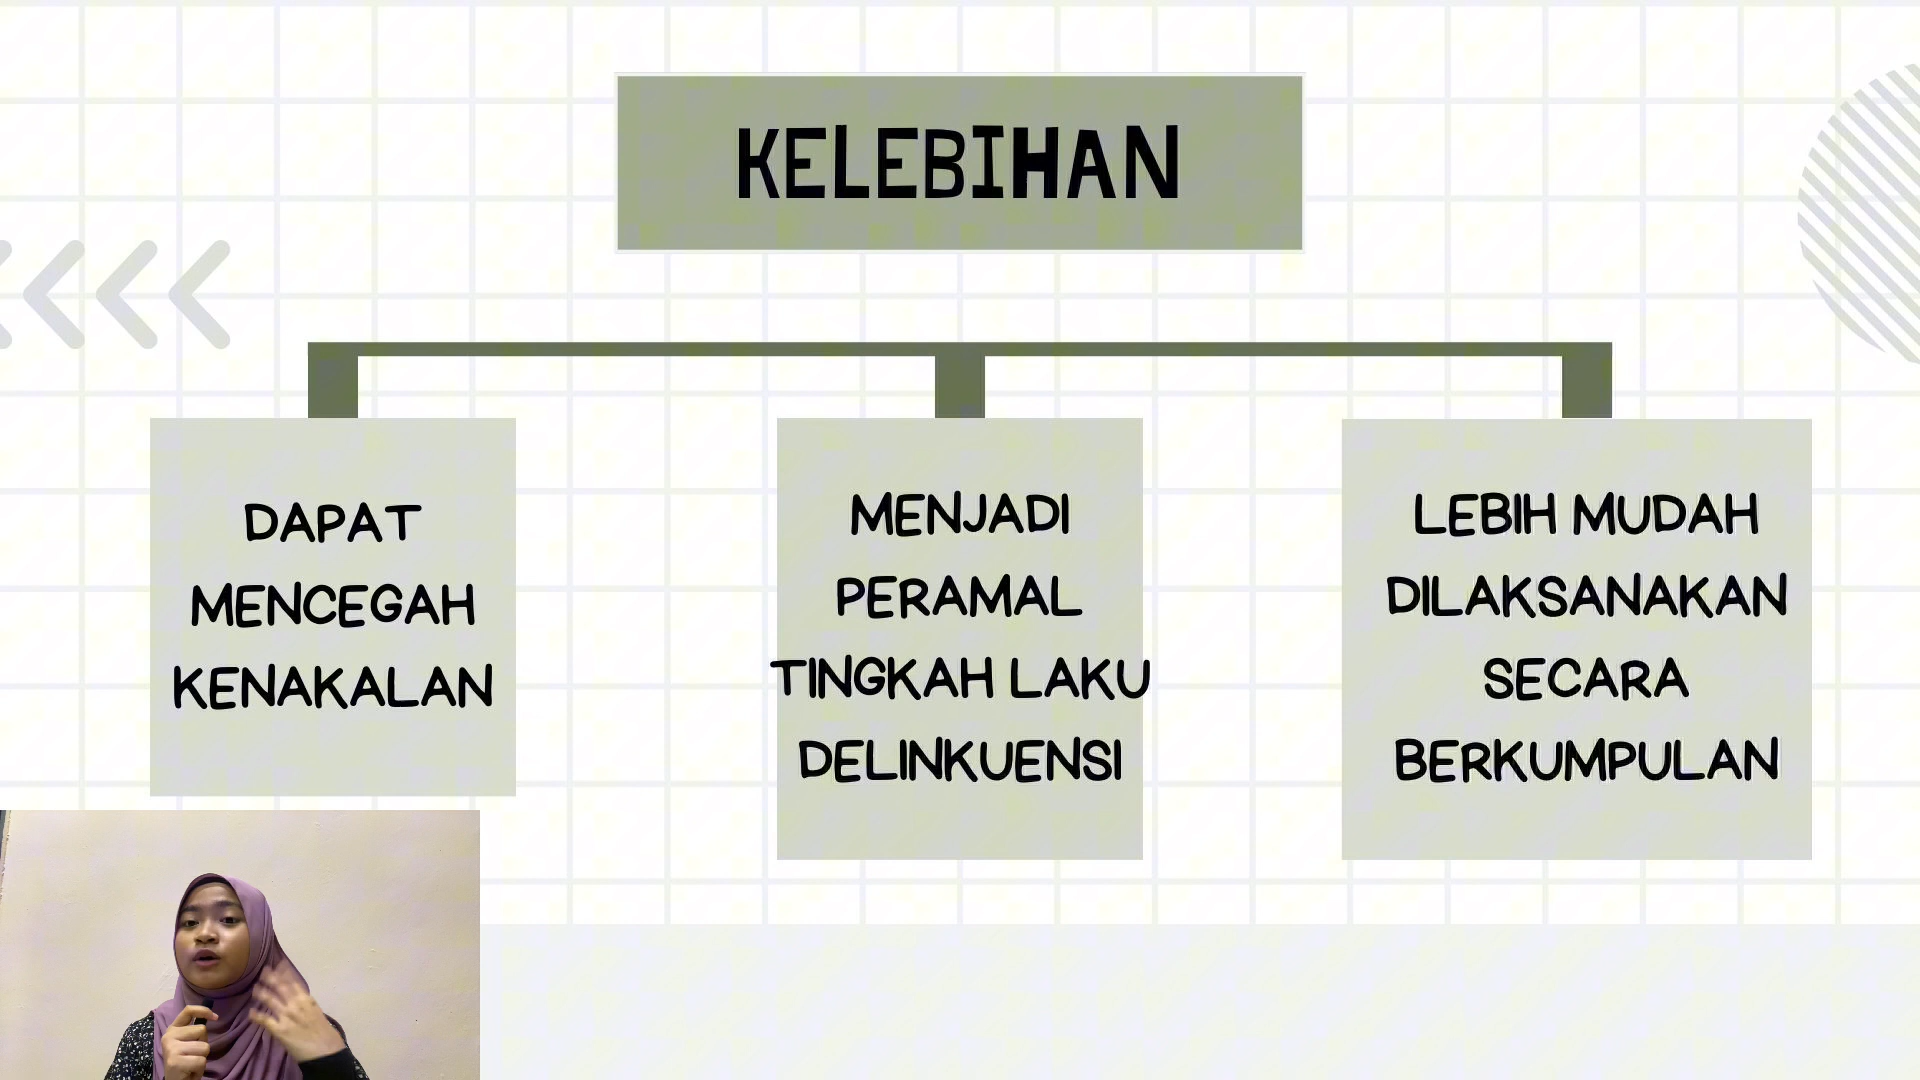 KELEBIHAN
DAPAT
MENCEGAH
KENAKALAN
MENJADI
PERAMAL
TINGKAH LAKU
DELINKUENSI
LEBIH MUDAH
DILAKSANAKAN
SECARA
BERKUMPULAN